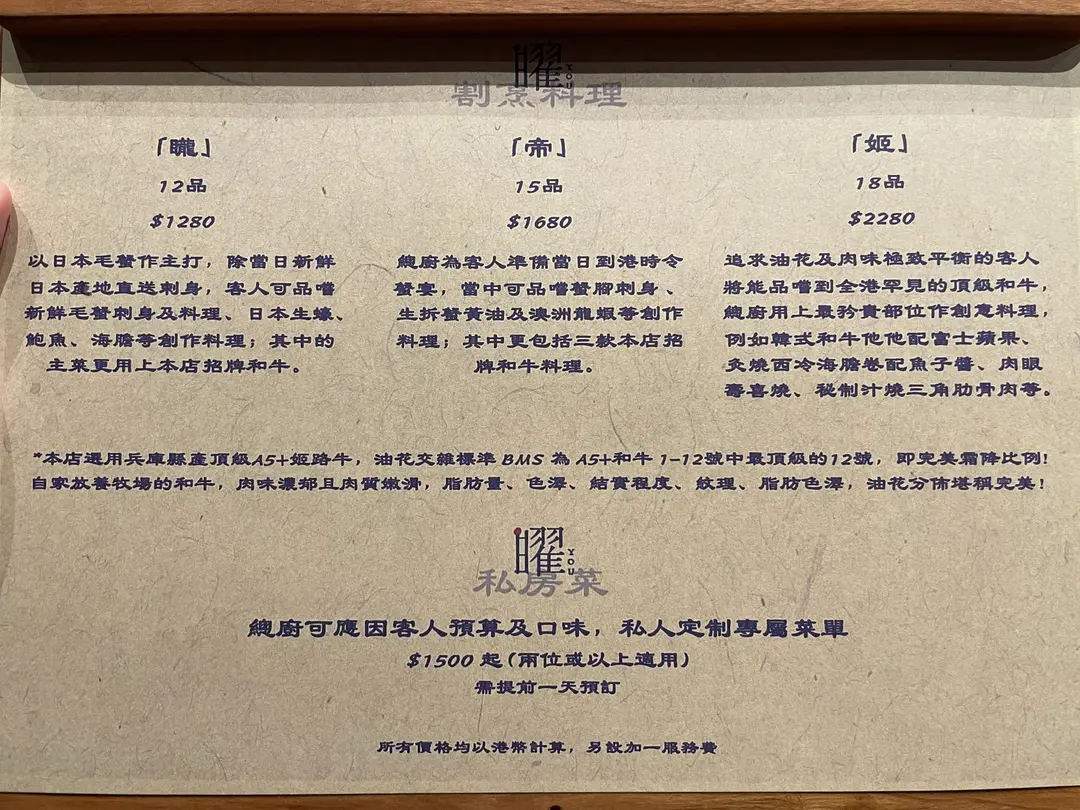 曜
YOU
割烹料理
「矓」
12品
$1280
以日本毛蟹作主打，除當日新鮮
日本產地直送刺身，客人可品嚐
新鮮毛蟹刺身及料理、日本生蠔、
鮑魚、海膽等創作料理；其中的
主菜更用上本店招牌和牛。
「帝」
15品
$1680
總廚為客人準備當日到港時令
蟹宴，當中可品嚐蟹腳刺身、
生拆蟹黃油及澳洲龍蝦等創作
料理；其中更包括三款本店招
牌和牛料理。
「姬」
18品
$2280
追求油花及肉味極致平衡的客人
將能品嚐到全港罕見的頂級和牛，
總廚用上最矜貴部位作創意料理，
例如韓式和牛他他配富士蘋果、
炙燒西冷海膽卷配魚子醬、肉眼
壽喜燒、秘制汁燒三角肋骨肉等。
*本店選用兵庫縣產頂級A5+姬路牛，油花交雜標準 BMS 為 A5+和牛 1-12號中最頂級的12號，即完美霜降比例!
自家放養牧場的和牛，肉味濃郁且肉質嫩滑，脂肪量、色澤、結實程度、紋理、脂肪色澤，油花分佈堪稱完美!
曜
YOU
私房菜
總廚可應因客人預算及口味，私人定制專屬菜單
$1500 起(兩位或以上適用)
需提前一天預訂
所有價格均以港幣計算，另設加一服務費